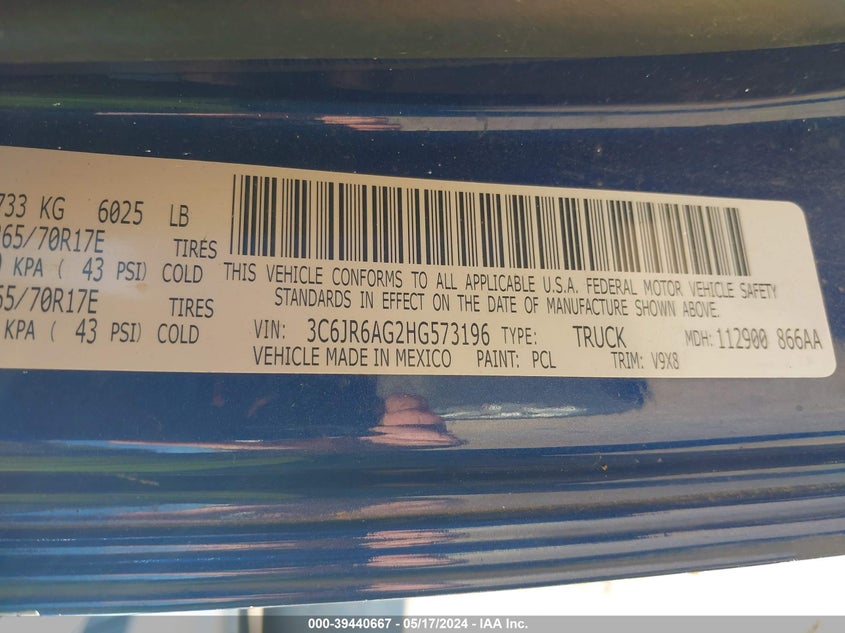 733 KG 6025 LB
65/70R17E TIRES
KPA ( 43 PSI) COLD
65/70R17E TIRES
KPA ( 43 PSI) COLD
THIS VEHICLE CONFORMS TO ALL APPLICABLE U.S.A. FEDERAL MOTOR VEHICLE SAFETY
STANDARDS IN EFFECT ON THE DATE OF MANUFACTURE SHOWN ABOVE.
VIN: 3C6JR6AG2HG573196 TYPE: TRUCK MDH: 112900 866AA
VEHICLE MADE IN MEXICO PAINT: PCL TRIM: V9X8
000-39440667 - 05/17/2024 - IAA Inc.